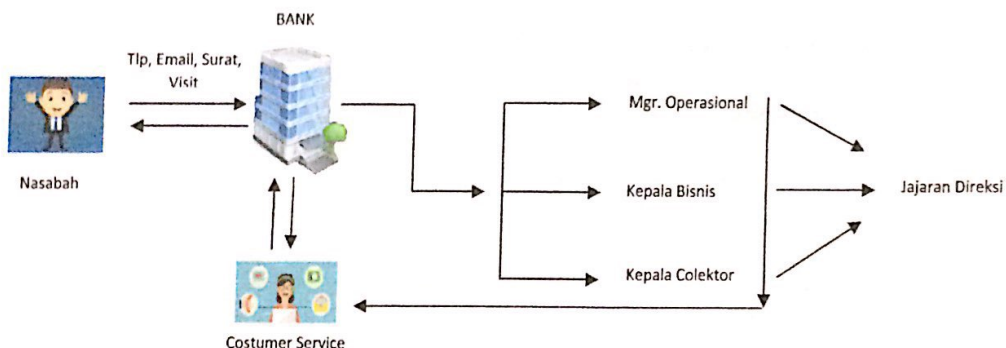 BANK
Tlp, Email, Surat,
Visit
Nasabah
Mgr. Operasional
Kepala Bisnis
Jajaran Direksi
Kepala Colektor
Costumer Service